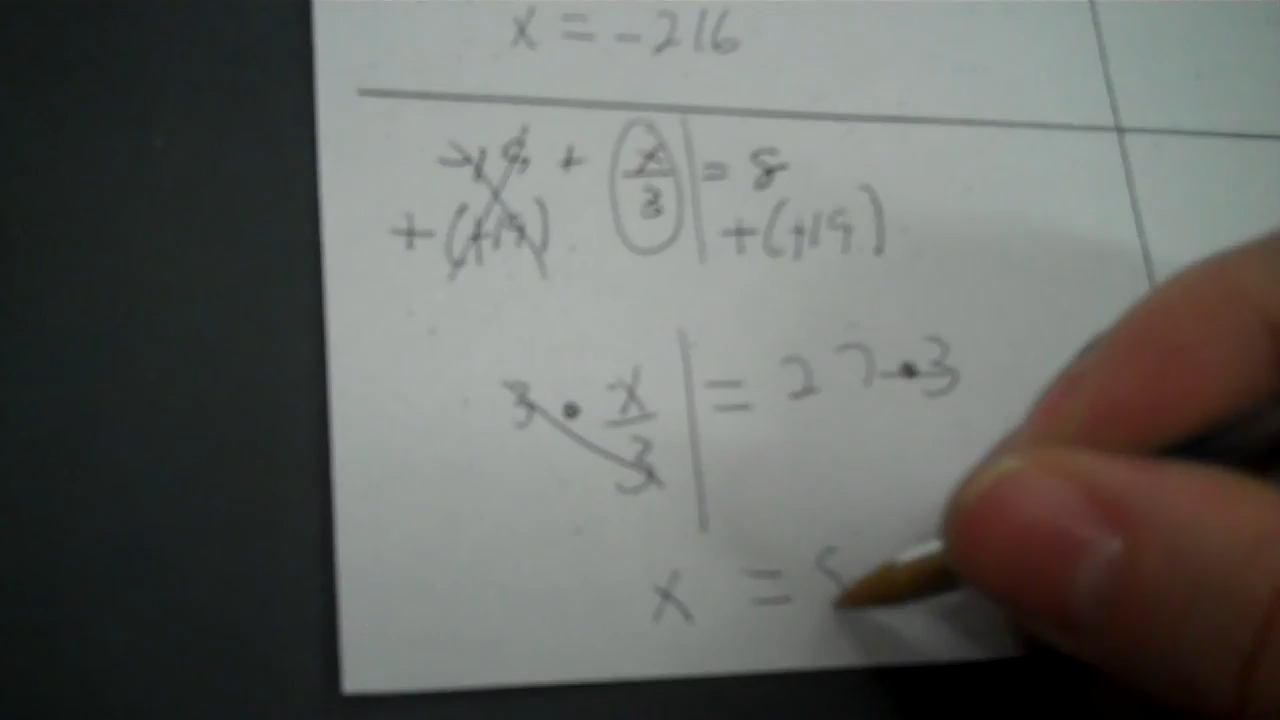 x = -216
-19 + x/3 = 8
+(+19) +(+19)
3 · x/3 = 27·3
x =